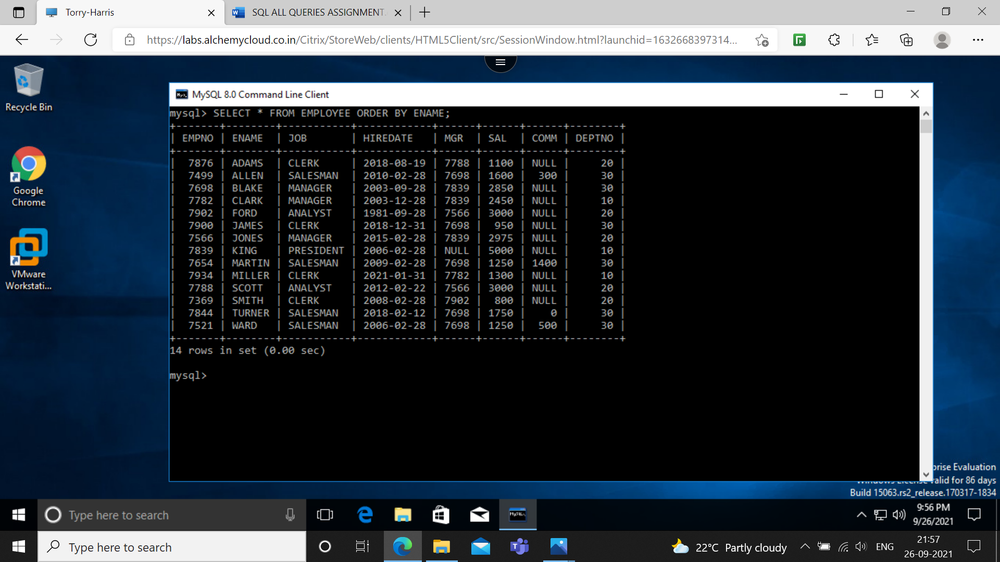 Torry-Harris
SQL ALL QUERIES ASSIGNMENT.
https://labs.alchemycloud.co.in/Citrix/StoreWeb/clients/HTML5Client/src/SessionWindow.html?launchid=1632668397314...
Recycle Bin
Google
Chrome
VMware
Workstati...
MySQL 8.0 Command Line Client
mysql> SELECT * FROM EMPLOYEE ORDER BY ENAME;
+-------+--------+-----------+------------+------+------+------+--------+
| EMPNO | ENAME  | JOB       | HIREDATE   | MGR  | SAL  | COMM | DEPTNO |
+-------+--------+-----------+------------+------+------+------+--------+
|  7876 | ADAMS  | CLERK     | 2018-08-19 | 7788 | 1100 | NULL |     20 |
|  7499 | ALLEN  | SALESMAN  | 2010-02-28 | 7698 | 1600 |  300 |     30 |
|  7698 | BLAKE  | MANAGER   | 2003-09-28 | 7839 | 2850 | NULL |     30 |
|  7782 | CLARK  | MANAGER   | 2003-12-28 | 7839 | 2450 | NULL |     10 |
|  7902 | FORD   | ANALYST   | 1981-09-28 | 7566 | 3000 | NULL |     20 |
|  7900 | JAMES  | CLERK     | 2018-12-31 | 7698 |  950 | NULL |     30 |
|  7566 | JONES  | MANAGER   | 2015-02-28 | 7839 | 2975 | NULL |     20 |
|  7839 | KING   | PRESIDENT | 2006-02-28 | NULL | 5000 | NULL |     10 |
|  7654 | MARTIN | SALESMAN  | 2009-02-28 | 7698 | 1250 | 1400 |     30 |
|  7934 | MILLER | CLERK     | 2021-01-31 | 7782 | 1300 | NULL |     10 |
|  7788 | SCOTT  | ANALYST   | 2012-02-22 | 7566 | 3000 | NULL |     20 |
|  7369 | SMITH  | CLERK     | 2008-02-28 | 7902 |  800 | NULL |     20 |
|  7844 | TURNER | SALESMAN  | 2018-02-12 | 7698 | 1750 |    0 |     30 |
|  7521 | WARD   | SALESMAN  | 2006-02-28 | 7698 | 1250 |  500 |     30 |
+-------+--------+-----------+------------+------+------+------+--------+
14 rows in set (0.00 sec)
mysql>
prise Evaluation
Windows License valid for 86 days
Build 15063.rs2_release.170317-1834
Type here to search
9:56 PM
9/26/2021
Type here to search
22°C Partly cloudy
ENG
21:57
26-09-2021